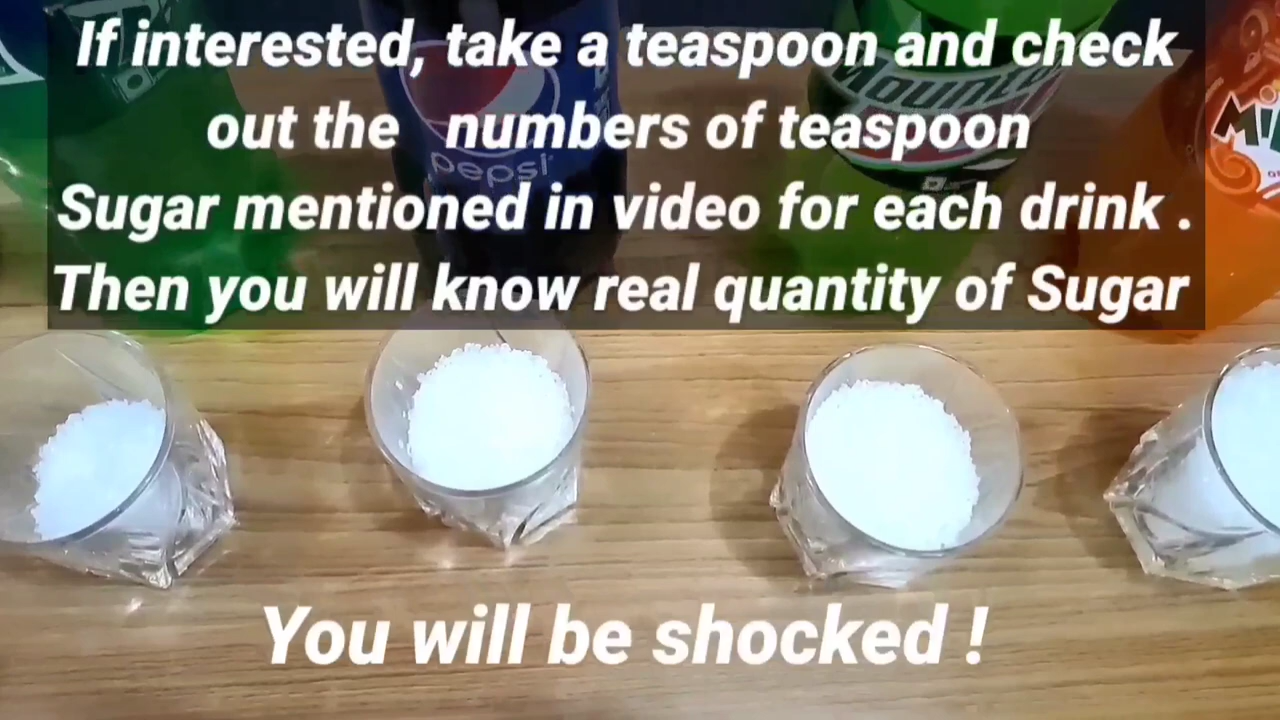 If interested, take a teaspoon and check
out the numbers of teaspoon
Sugar mentioned in video for each drink .
Then you will know real quantity of Sugar
pepsi
You will be shocked !